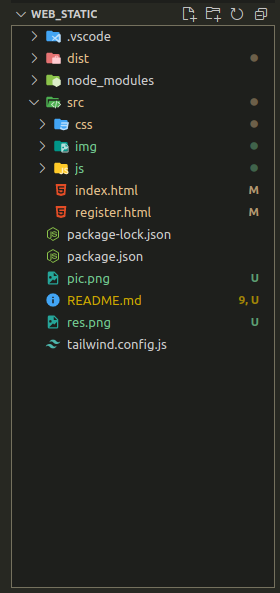 WEB_STATIC
.vscode
dist
node_modules
src
css
img
js
index.html M
register.html M
package-lock.json
package.json
pic.png U
README.md 9, U
res.png U
tailwind.config.js